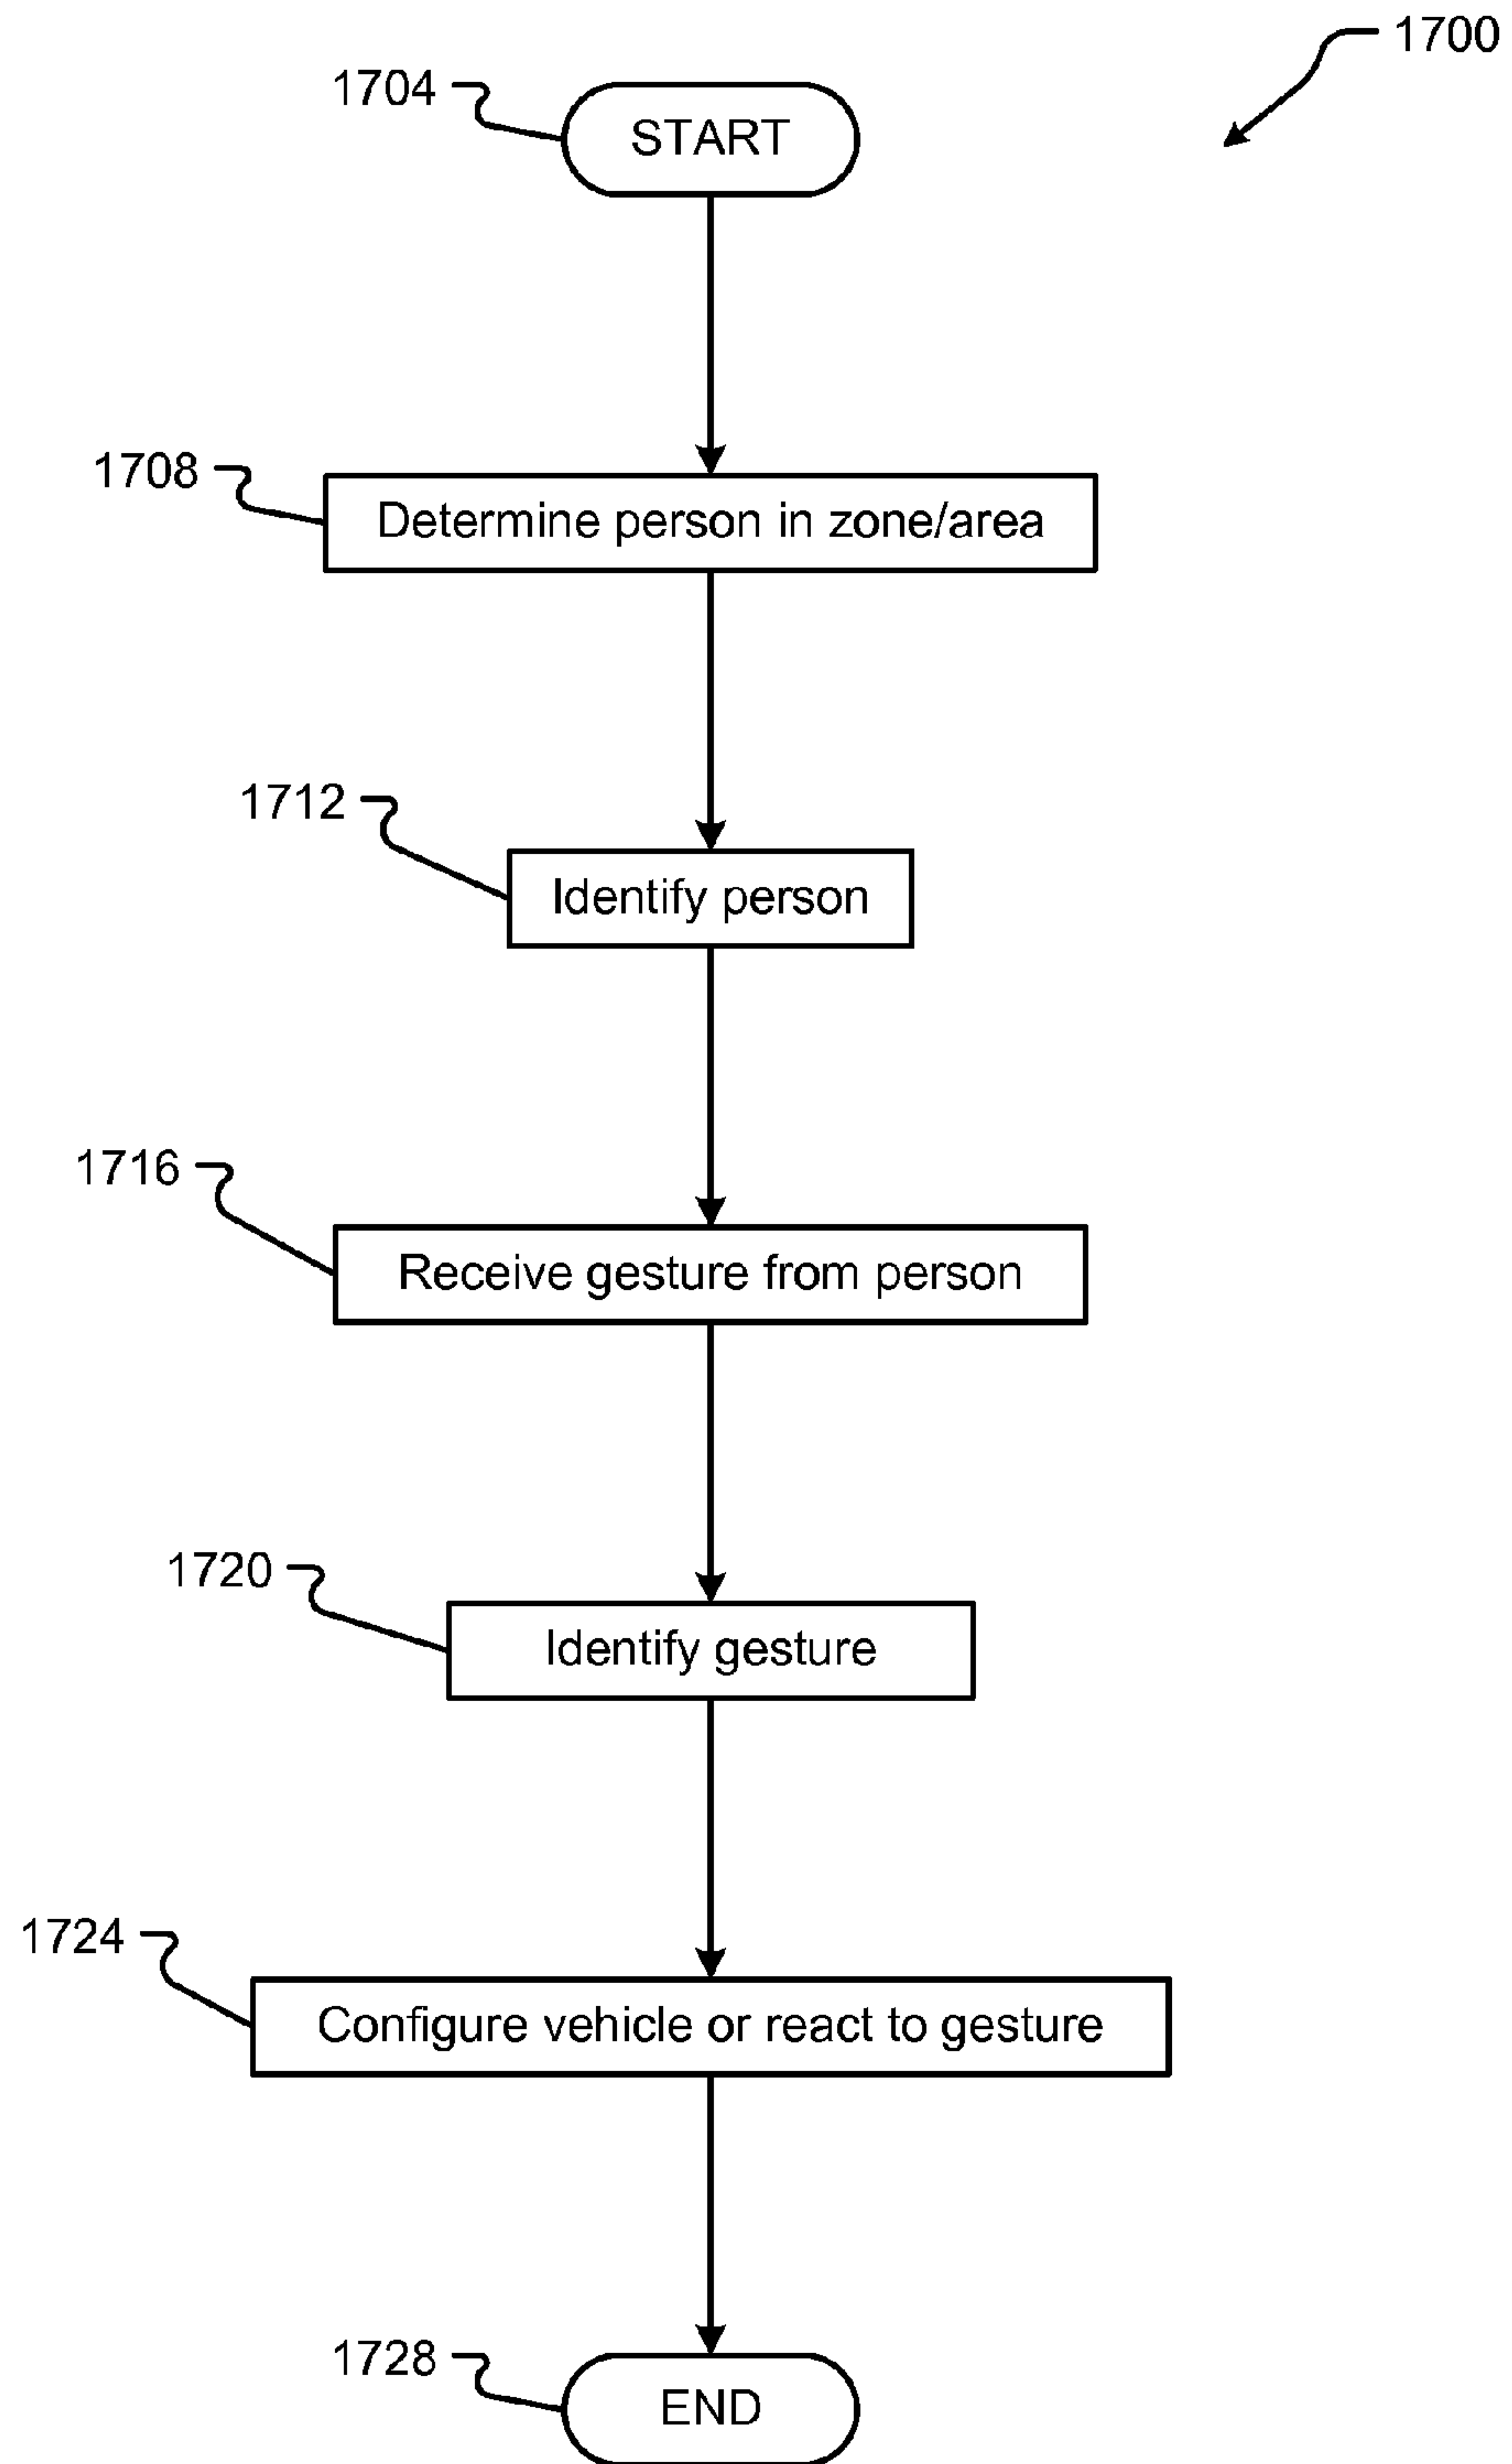 1700
1704
START
1708
Determine person in zone/area
1712
Identify person
1716
Receive gesture from person
1720
Identify gesture
1724
Configure vehicle or react to gesture
1728
END